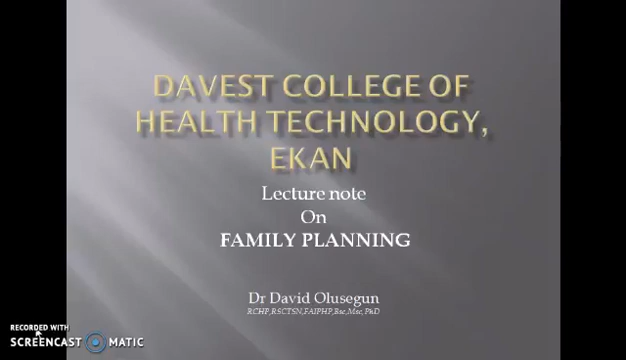 DAVEST COLLEGE OF
HEALTH TECHNOLOGY,
EKAN
Lecture note
On
FAMILY PLANNING
Dr David Olusegun
RCHP,RSCTSN,FAIPHP,Bsc,Msc, PhD
RECORDED WITH
SCREENCAST MATIC